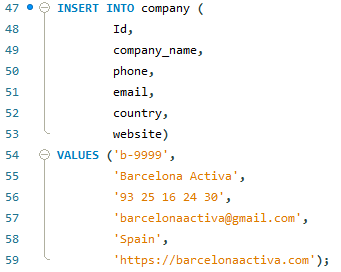 47 INSERT INTO company (
48 Id,
49 company_name,
50 phone,
51 email,
52 country,
53 website)
54 VALUES ('b-9999',
55 'Barcelona Activa',
56 '93 25 16 24 30',
57 'barcelonaactiva@gmail.com',
58 'Spain',
59 'https://barcelonaactiva.com');